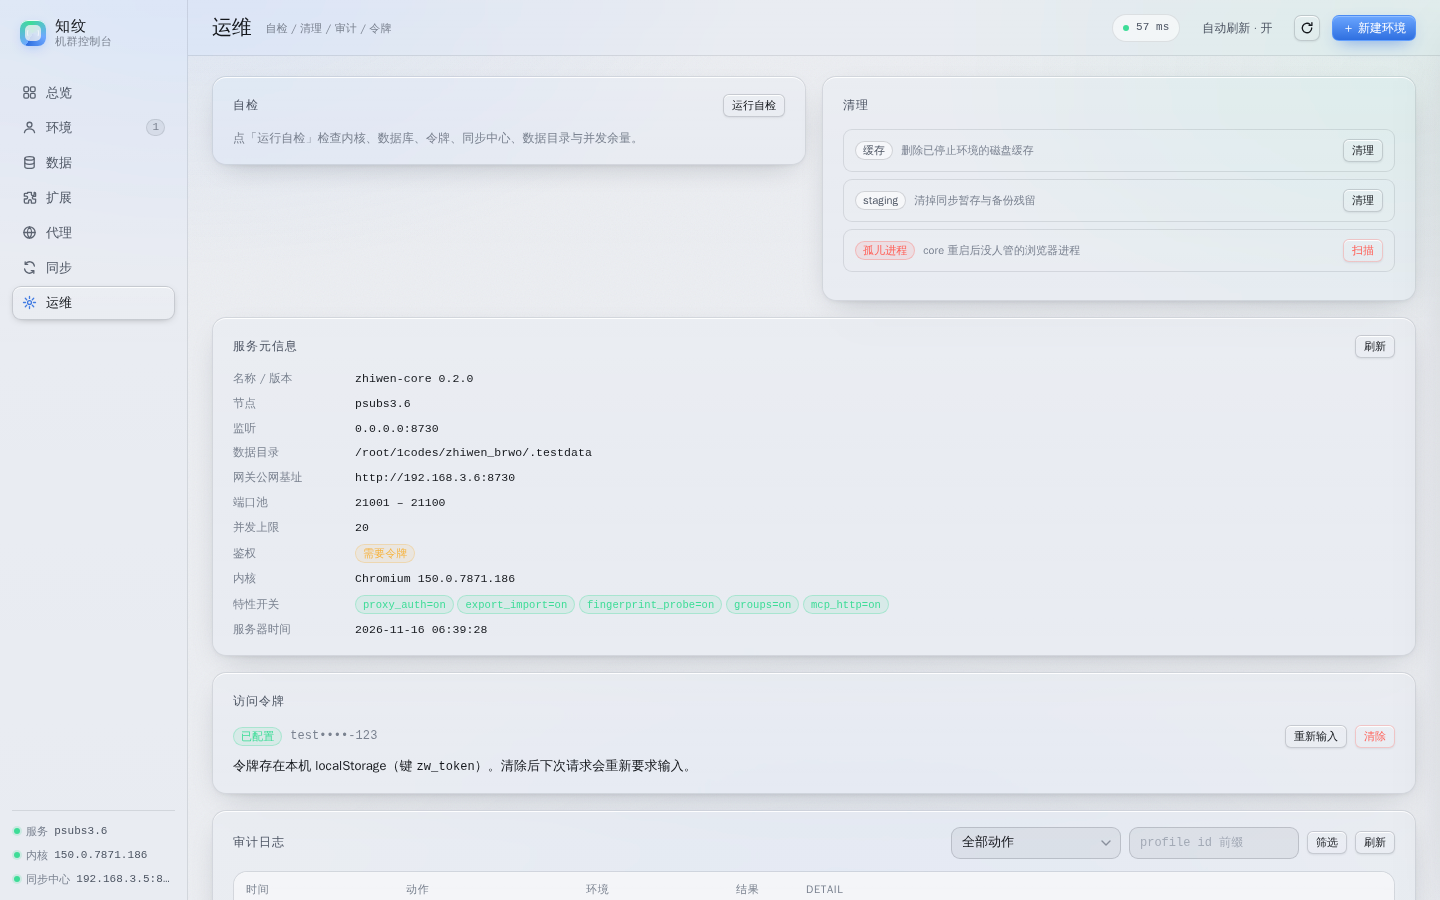 知纹
机群控制台
总览
环境 1
数据
扩展
代理
同步
运维
服务 psubs3.6
内核 150.0.7871.186
同步中心 192.168.3.5:8…
运维 自检 / 清理 / 审计 / 令牌
57 ms 自动刷新 · 开 + 新建环境
自检 运行自检
点「运行自检」检查内核、数据库、令牌、同步中心、数据目录与并发余量。
清理
缓存 删除已停止环境的磁盘缓存 清理
staging 清掉同步暂存与备份残留 清理
孤儿进程 core 重启后没人管的浏览器进程 扫描
服务元信息 刷新
名称 / 版本 zhiwen-core 0.2.0
节点 psubs3.6
监听 0.0.0.0:8730
数据目录 /root/1codes/zhiwen_brwo/.testdata
网关公网基址 http://192.168.3.6:8730
端口池 21001 – 21100
并发上限 20
鉴权 需要令牌
内核 Chromium 150.0.7871.186
特性开关 proxy_auth=on export_import=on fingerprint_probe=on groups=on mcp_http=on
服务器时间 2026-11-16 06:39:28
访问令牌
已配置 test••••-123 重新输入 清除
令牌存在本机 localStorage（键 zw_token）。清除后下次请求会重新要求输入。
审计日志 全部动作 profile id 前缀 筛选 刷新
时间 动作 环境 结果 DETAIL